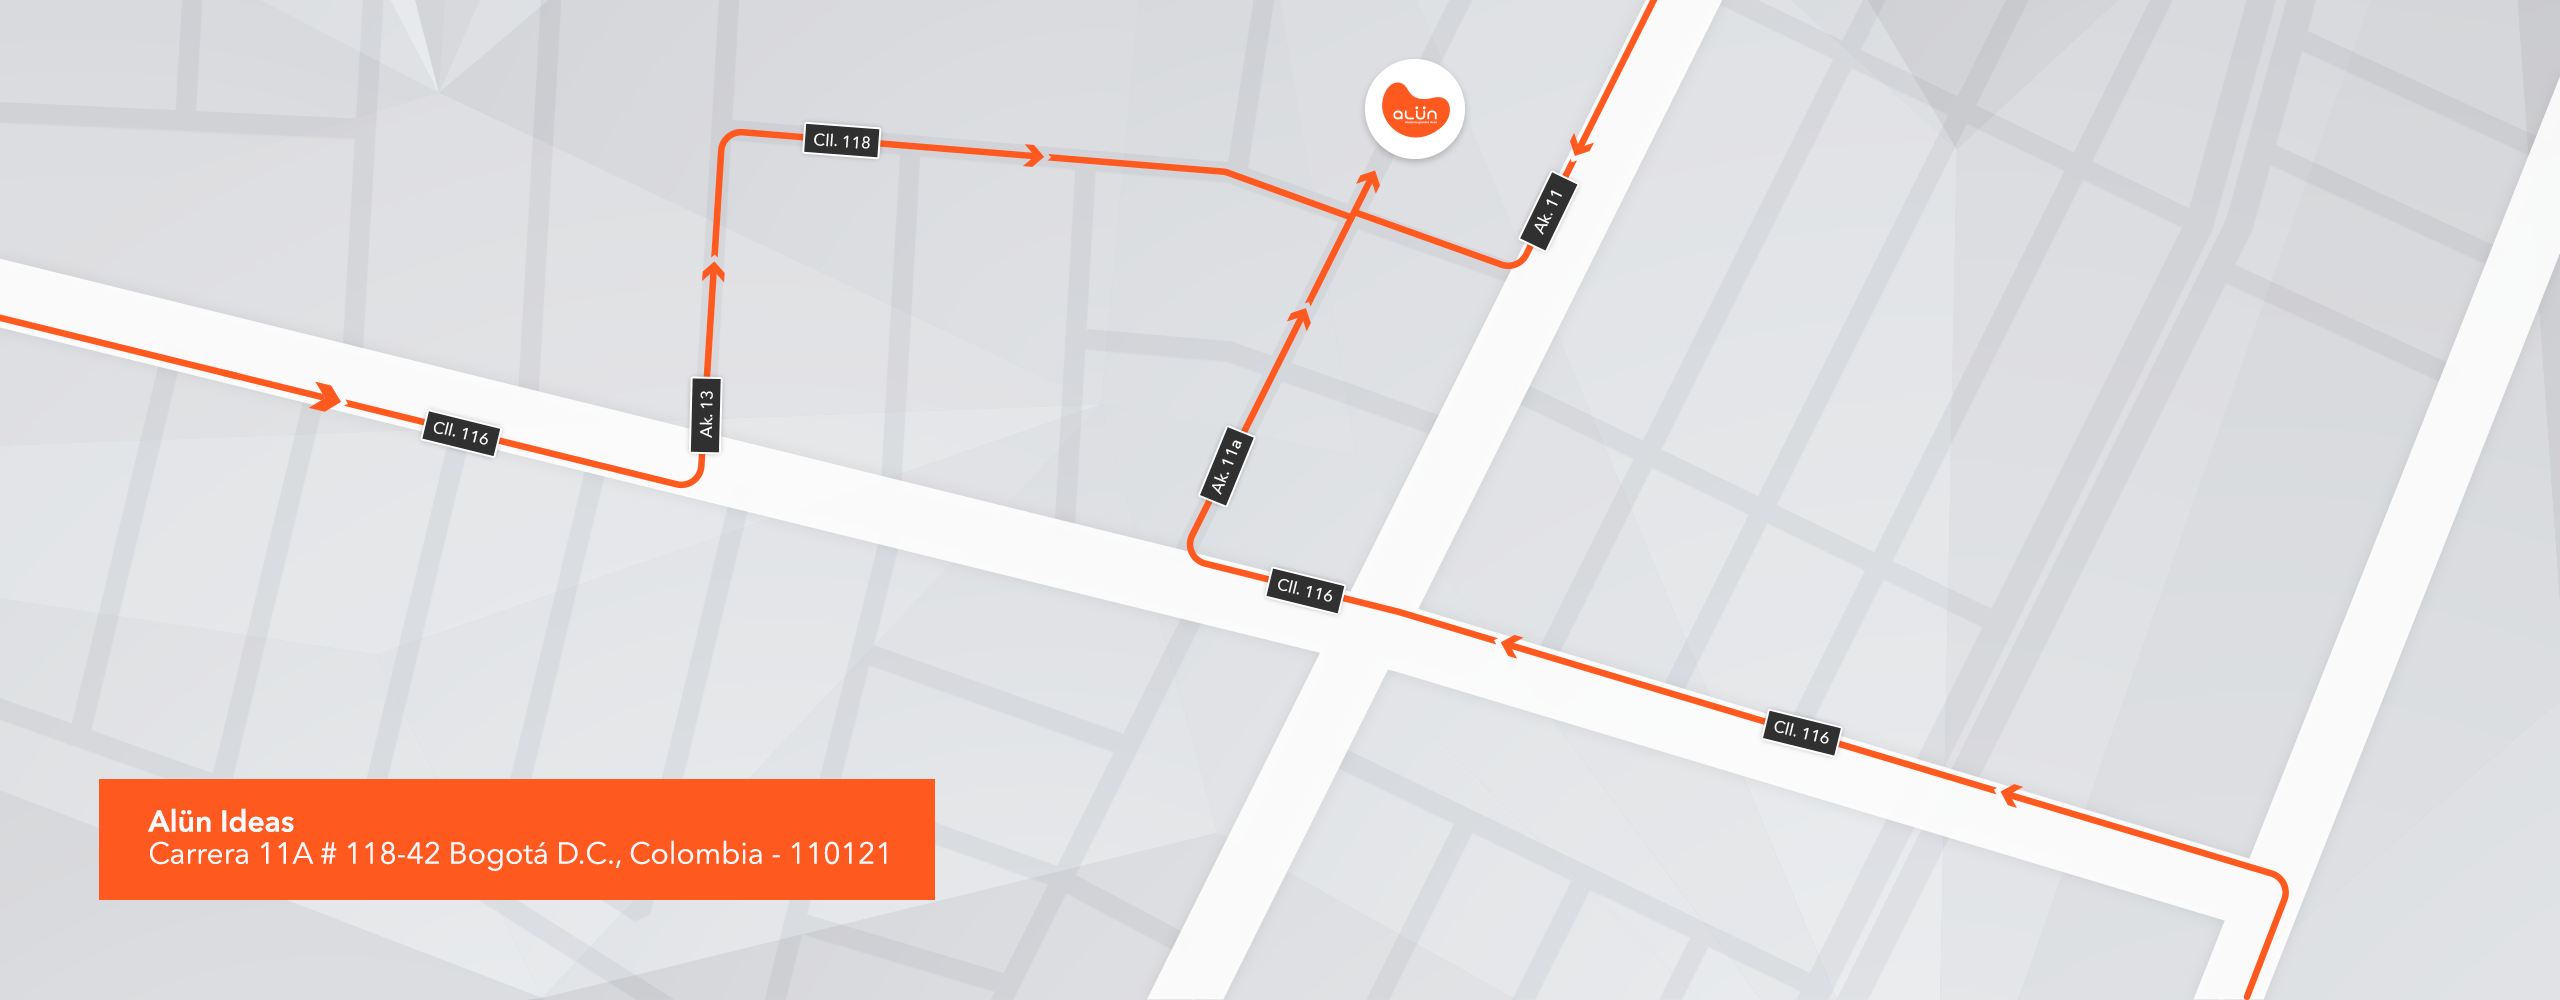 alün
Cll. 118
Ak. 11
Ak. 13
Cll. 116
Ak. 11a
Cll. 116
Cll. 116
Alün Ideas
Carrera 11A # 118-42 Bogotá D.C., Colombia - 110121